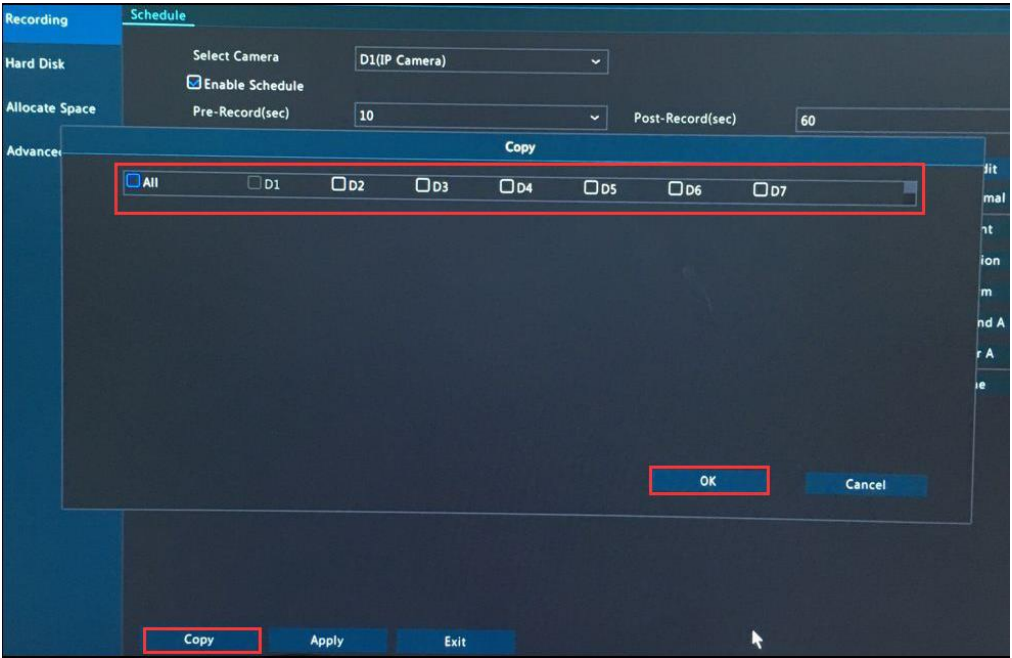 Recording
Schedule
Hard Disk
Select Camera D1(IP Camera)
Enable Schedule
Allocate Space
Pre-Record(sec) 10 Post-Record(sec) 60
Copy
All D1 D2 D3 D4 D5 D6 D7
OK Cancel
Copy Apply Exit